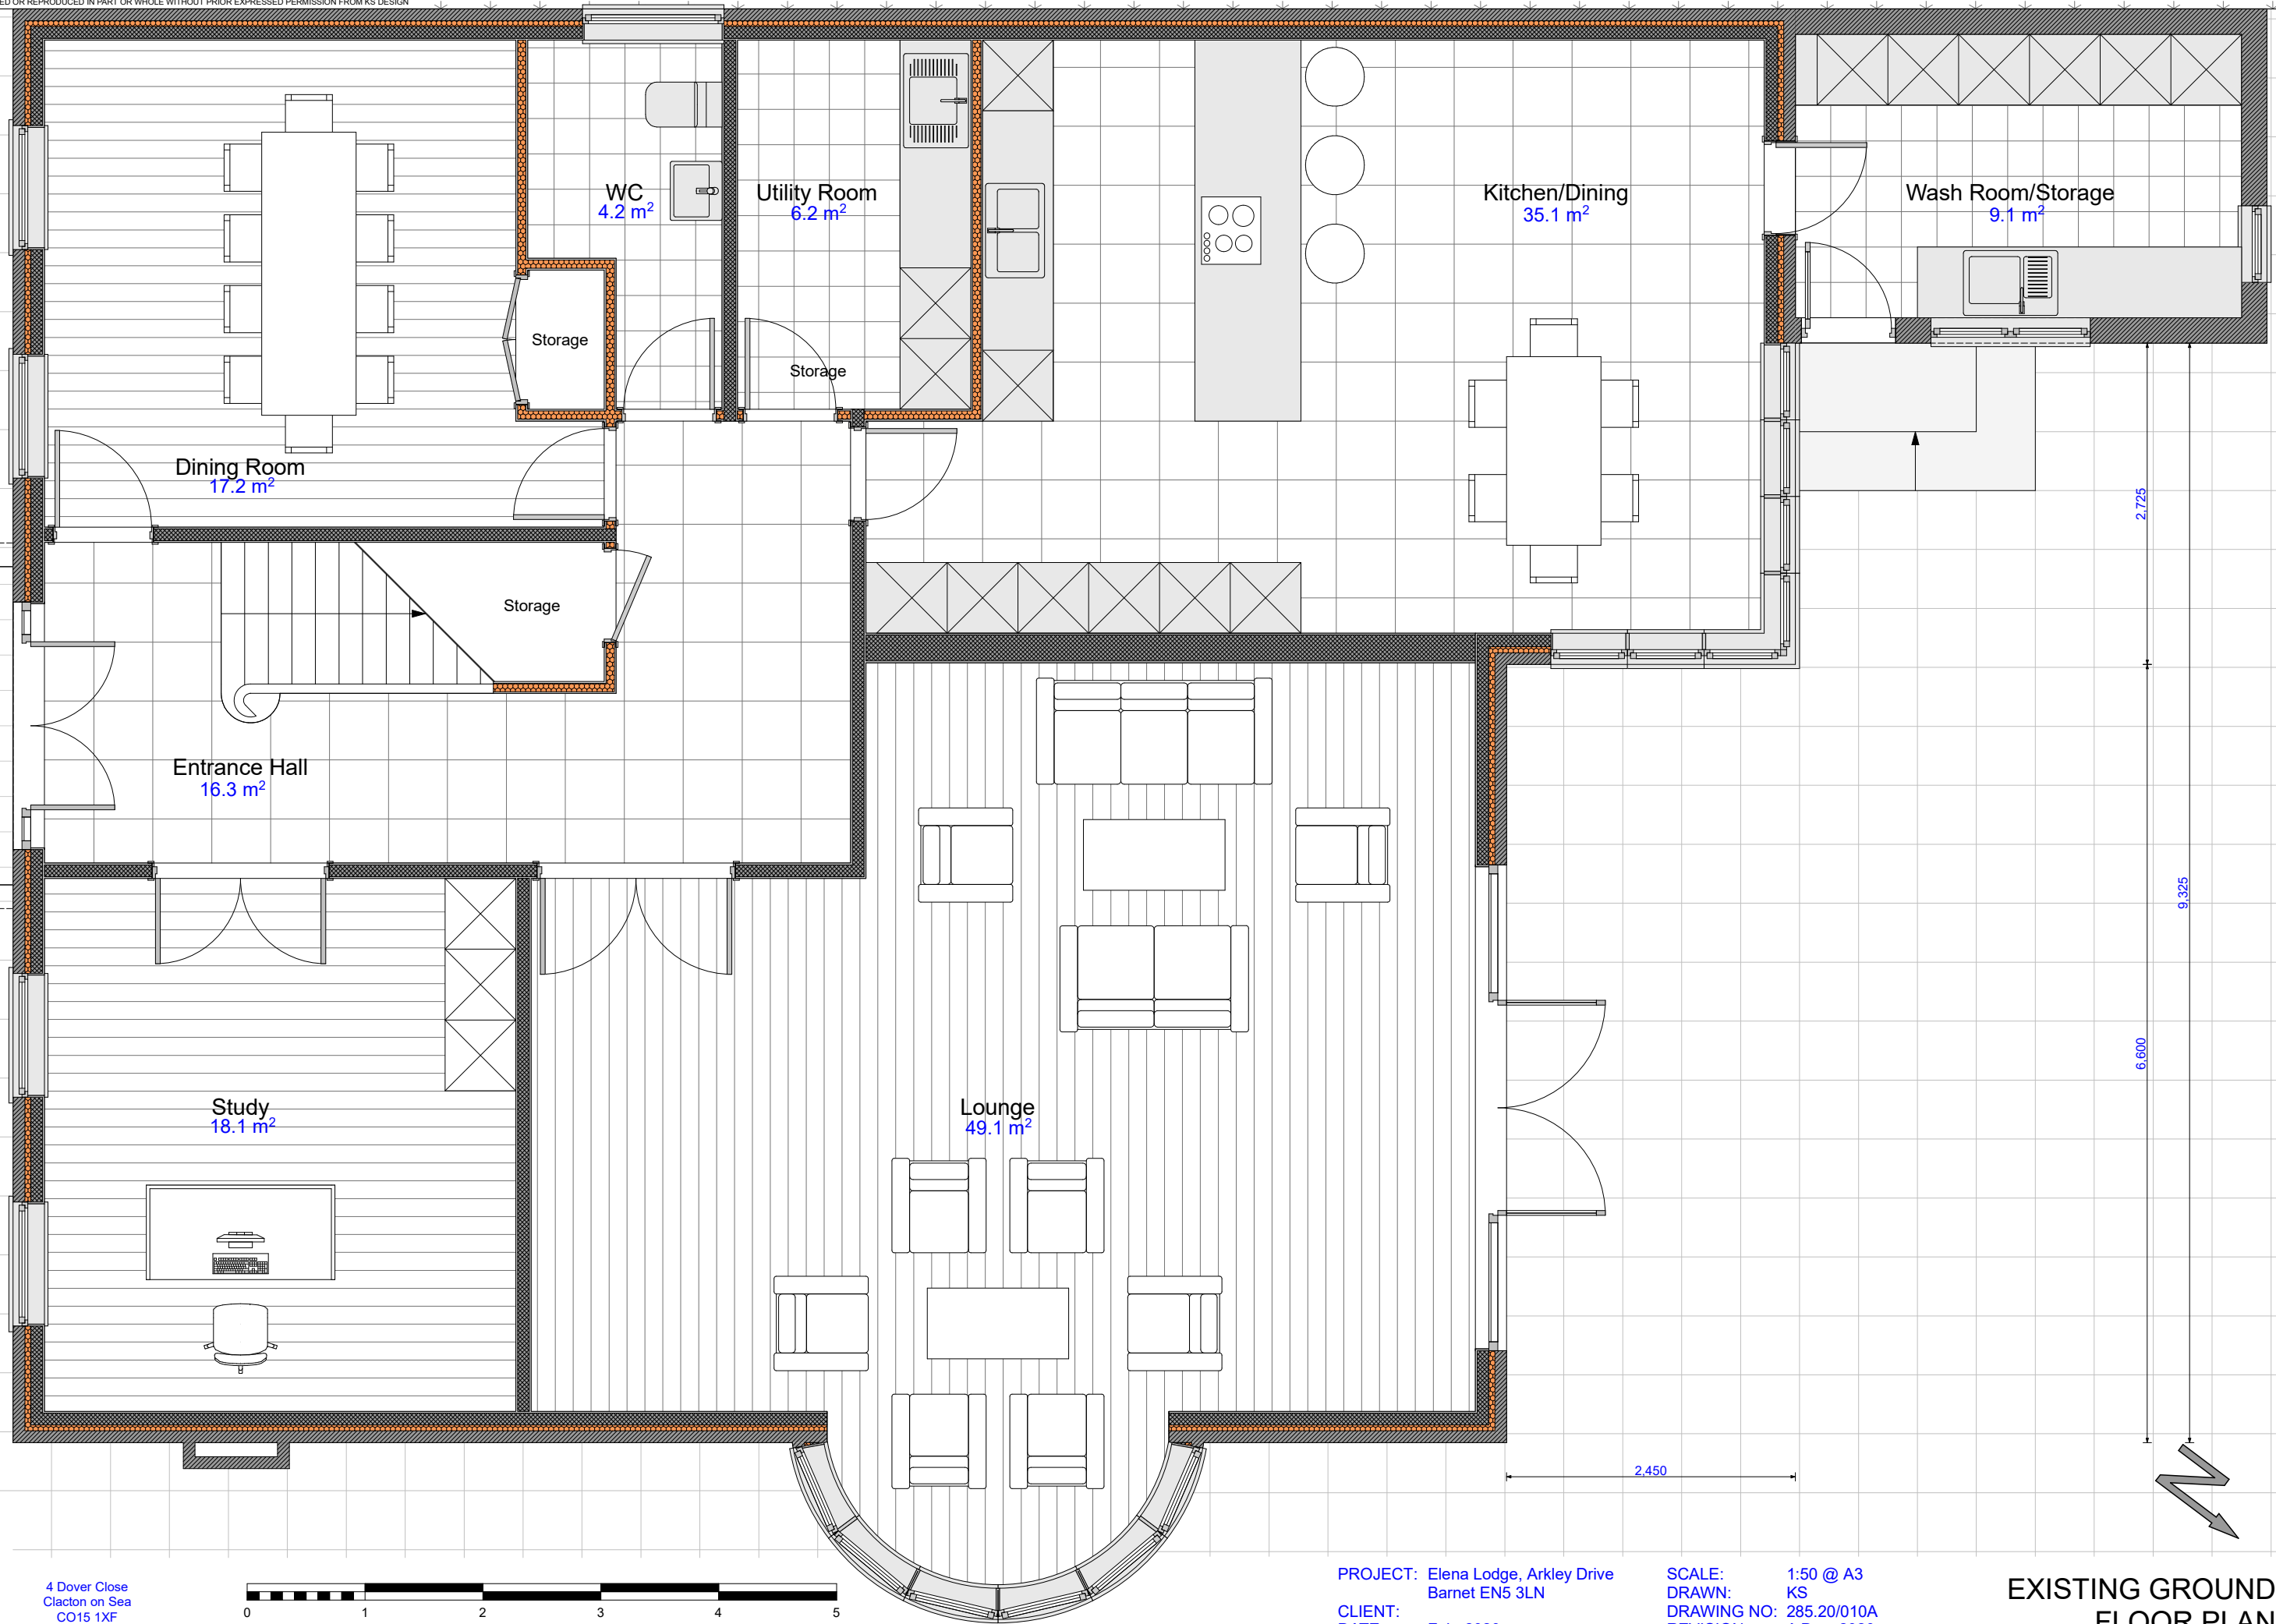 ED OR REPRODUCED IN PART OR WHOLE WITHOUT PRIOR EXPRESSED PERMISSION FROM KS DESIGN
WC
4.2 m²
Utility Room
6.2 m²
Kitchen/Dining
35.1 m²
Wash Room/Storage
9.1 m²
Storage
Storage
Dining Room
17.2 m²
2,725
Storage
Entrance Hall
16.3 m²
9,325
6,600
Study
18.1 m²
Lounge
49.1 m²
2,450
N
4 Dover Close
Clacton on Sea
CO15 1XF
0 1 2 3 4 5
PROJECT: Elena Lodge, Arkley Drive
Barnet EN5 3LN
CLIENT:
SCALE: 1:50 @ A3
DRAWN: KS
DRAWING NO: 285.20/010A
EXISTING GROUND
FLOOR PLAN